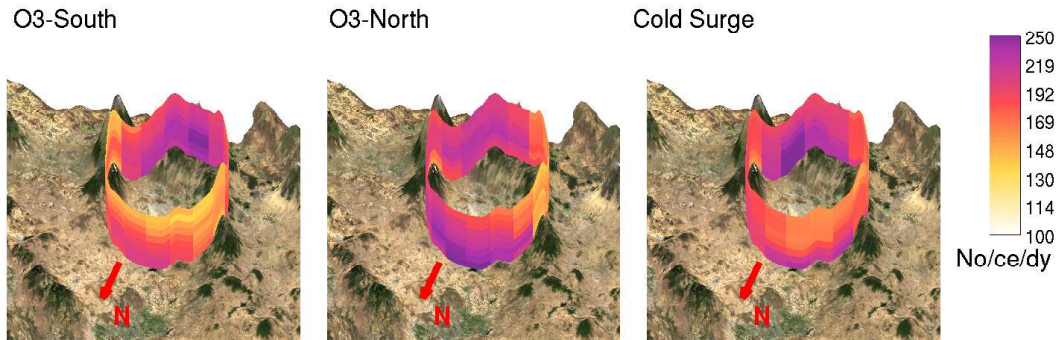 O3-South
O3-North
Cold Surge
250
219
192
169
148
130
114
100
No/ce/dy
N
N
N